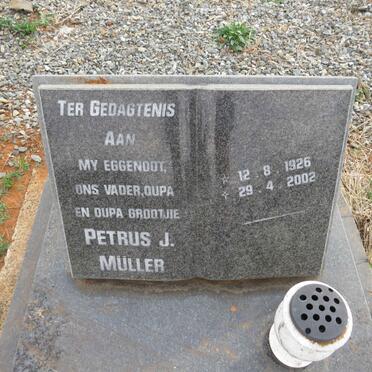 TER GEDAGTENIS
AAN
MY EGGENOOT,
ONS VADER, OUPA
EN OUPA GROOTJIE
PETRUS J.
MÜLLER
☆ 12 . 8 . 1926
✝ 29 . 4 . 2002